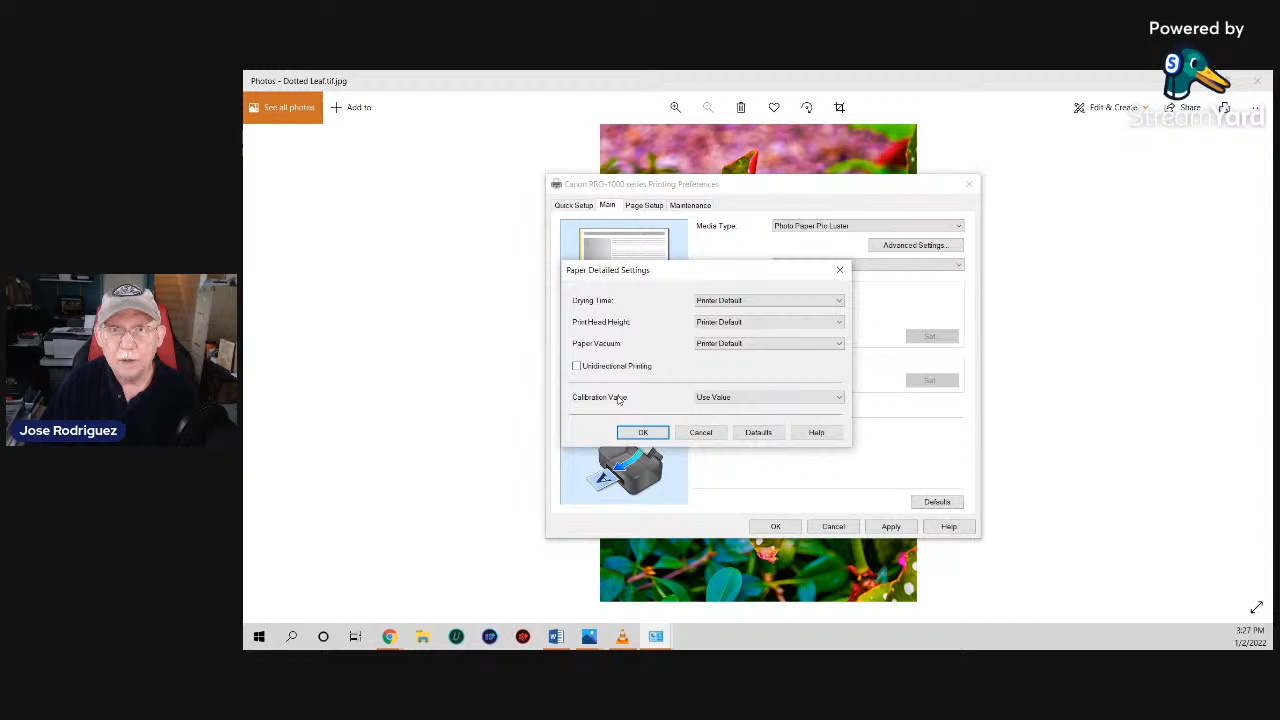 Powered by
S
StreamYard
Photos - Dotted Leaf.tif.jpg
See all photos
Add to
Edit & Create
Share
Canon PRO-1000 series Printing Preferences
Quick Setup Main Page Setup Maintenance
Media Type: Photo Paper Pro Luster
Advanced Settings...
Paper Detailed Settings
Drying Time: Printer Default
Print Head Height: Printer Default
Set
Paper Vacuum: Printer Default
Unidirectional Printing
Set
Calibration Value: Use Value
OK Cancel Defaults Help
Jose Rodriguez
A
Defaults
OK Cancel Apply Help
3:27 PM
1/2/2022